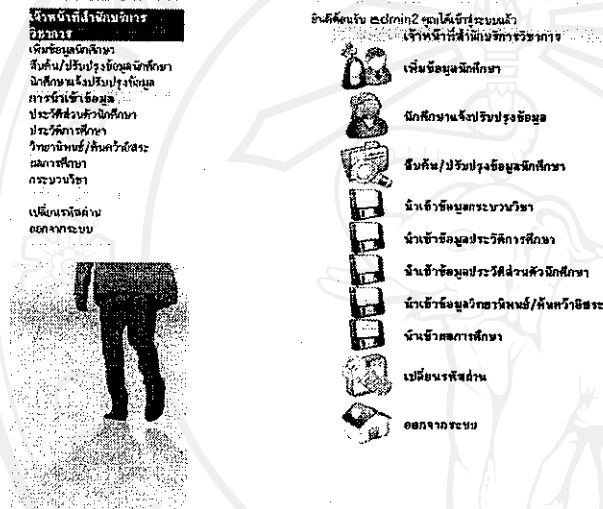 เจ้าหน้าที่สำนักบริการ
วิชาการ
เพิ่มข้อมูลนักศึกษา
สืบค้น/ปรับปรุงข้อมูลนักศึกษา
นักศึกษาแจ้งปรับปรุงข้อมูล
การนำเข้าข้อมูล
ประวัติส่วนตัวนักศึกษา
ประวัติการศึกษา
วิทยานิพนธ์/ค้นคว้าอิสระ
ผลการศึกษา
กระบวนวิชา
เปลี่ยนรหัสผ่าน
ออกจากระบบ
ยินดีต้อนรับ admin2 คุณได้เข้าสู่ระบบแล้ว
เจ้าหน้าที่สำนักบริการวิชาการ
เพิ่มข้อมูลนักศึกษา
นักศึกษาแจ้งปรับปรุงข้อมูล
สืบค้น/ปรับปรุงข้อมูลนักศึกษา
นำเข้าข้อมูลกระบวนวิชา
นำเข้าข้อมูลประวัติการศึกษา
นำเข้าข้อมูลประวัติส่วนตัวนักศึกษา
นำเข้าข้อมูลวิทยานิพนธ์/ค้นคว้าอิสระ
นำเข้าผลการศึกษา
เปลี่ยนรหัสผ่าน
ออกจากระบบ